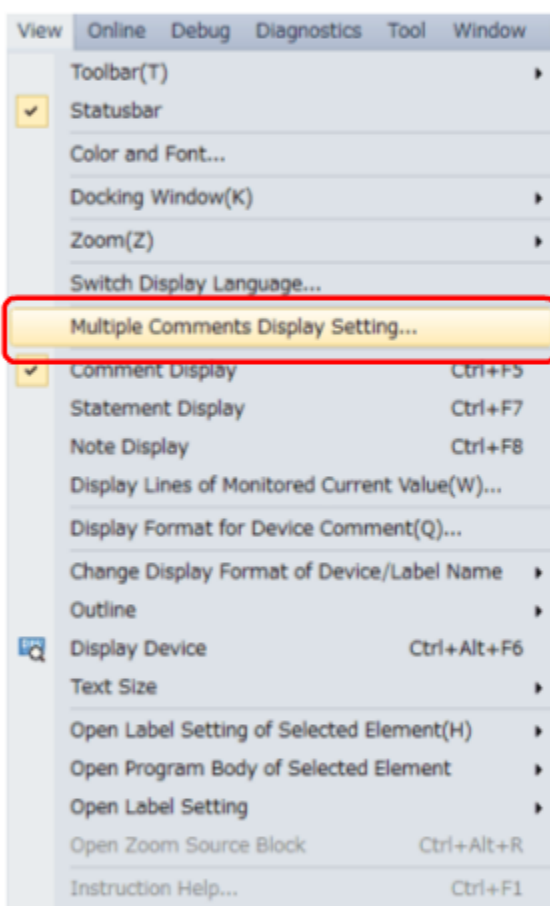 View Online Debug Diagnostics Tool Window
Toolbar(T)
Statusbar
Color and Font...
Docking Window(K)
Zoom(Z)
Switch Display Language...
Multiple Comments Display Setting...
Comment Display Ctrl+F5
Statement Display Ctrl+F7
Note Display Ctrl+F8
Display Lines of Monitored Current Value(W)...
Display Format for Device Comment(Q)...
Change Display Format of Device/Label Name
Outline
Display Device Ctrl+Alt+F6
Text Size
Open Label Setting of Selected Element(H)
Open Program Body of Selected Element
Open Label Setting
Open Zoom Source Block Ctrl+Alt+R
Instruction Help... Ctrl+F1